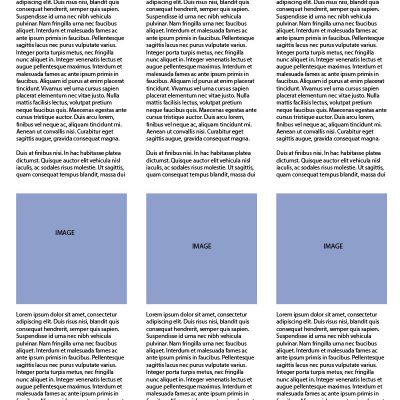 adipiscing elit. Duis risus nisi, blandit quis
consequat hendrerit, semper quis sapien.
Suspendisse id urna nec nibh vehicula
pulvinar. Nam fringilla urna nec faucibus
aliquet. Interdum et malesuada fames ac
ante ipsum primis in faucibus. Pellentesque
sagittis lacus nec purus vulputate varius.
Integer porta turpis metus, nec fringilla
nunc aliquet in. Integer venenatis lectus et
augue pellentesque maximus. Interdum et
malesuada fames ac ante ipsum primis in
faucibus. Aliquam id purus at enim placerat
tincidunt. Vivamus vel urna cursus sapien
placerat elementum nec vitae justo. Nulla
mattis facilisis lectus, volutpat pretium
neque faucibus quis. Maecenas egestas ante
cursus tristique auctor. Duis arcu lorem,
finibus vel neque ac, aliquam tincidunt mi.
Aenean ut convallis nisi. Curabitur eget
sagittis augue, gravida consequat magna.
Duis at finibus nisi. In hac habitasse platea
dictumst. Quisque auctor elit vehicula nisl
iaculis, ac sodales risus molestie. Ut sagittis,
quam consequat tempus blandit, massa dui
IMAGE
Lorem ipsum dolor sit amet, consectetur
adipiscing elit. Duis risus nisi, blandit quis
consequat hendrerit, semper quis sapien.
Suspendisse id urna nec nibh vehicula
pulvinar. Nam fringilla urna nec faucibus
aliquet. Interdum et malesuada fames ac
ante ipsum primis in faucibus. Pellentesque
sagittis lacus nec purus vulputate varius.
Integer porta turpis metus, nec fringilla
nunc aliquet in. Integer venenatis lectus et
augue pellentesque maximus. Interdum et
malesuada fames ac ante ipsum primis in
adipiscing elit. Duis risus nisi, blandit quis
consequat hendrerit, semper quis sapien.
Suspendisse id urna nec nibh vehicula
pulvinar. Nam fringilla urna nec faucibus
aliquet. Interdum et malesuada fames ac
ante ipsum primis in faucibus. Pellentesque
sagittis lacus nec purus vulputate varius.
Integer porta turpis metus, nec fringilla
nunc aliquet in. Integer venenatis lectus et
augue pellentesque maximus. Interdum et
malesuada fames ac ante ipsum primis in
faucibus. Aliquam id purus at enim placerat
tincidunt. Vivamus vel urna cursus sapien
placerat elementum nec vitae justo. Nulla
mattis facilisis lectus, volutpat pretium
neque faucibus quis. Maecenas egestas ante
cursus tristique auctor. Duis arcu lorem,
finibus vel neque ac, aliquam tincidunt mi.
Aenean ut convallis nisi. Curabitur eget
sagittis augue, gravida consequat magna.
Duis at finibus nisi. In hac habitasse platea
dictumst. Quisque auctor elit vehicula nisl
iaculis, ac sodales risus molestie. Ut sagittis,
quam consequat tempus blandit, massa dui
IMAGE
Lorem ipsum dolor sit amet, consectetur
adipiscing elit. Duis risus nisi, blandit quis
consequat hendrerit, semper quis sapien.
Suspendisse id urna nec nibh vehicula
pulvinar. Nam fringilla urna nec faucibus
aliquet. Interdum et malesuada fames ac
ante ipsum primis in faucibus. Pellentesque
sagittis lacus nec purus vulputate varius.
Integer porta turpis metus, nec fringilla
nunc aliquet in. Integer venenatis lectus et
augue pellentesque maximus. Interdum et
malesuada fames ac ante ipsum primis in
adipiscing elit. Duis risus nisi, blandit quis
consequat hendrerit, semper quis sapien.
Suspendisse id urna nec nibh vehicula
pulvinar. Nam fringilla urna nec faucibus
aliquet. Interdum et malesuada fames ac
ante ipsum primis in faucibus. Pellentesque
sagittis lacus nec purus vulputate varius.
Integer porta turpis metus, nec fringilla
nunc aliquet in. Integer venenatis lectus et
augue pellentesque maximus. Interdum et
malesuada fames ac ante ipsum primis in
faucibus. Aliquam id purus at enim placerat
tincidunt. Vivamus vel urna cursus sapien
placerat elementum nec vitae justo. Nulla
mattis facilisis lectus, volutpat pretium
neque faucibus quis. Maecenas egestas ante
cursus tristique auctor. Duis arcu lorem,
finibus vel neque ac, aliquam tincidunt mi.
Aenean ut convallis nisi. Curabitur eget
sagittis augue, gravida consequat magna.
Duis at finibus nisi. In hac habitasse platea
dictumst. Quisque auctor elit vehicula nisl
iaculis, ac sodales risus molestie. Ut sagittis,
quam consequat tempus blandit, massa dui
IMAGE
Lorem ipsum dolor sit amet, consectetur
adipiscing elit. Duis risus nisi, blandit quis
consequat hendrerit, semper quis sapien.
Suspendisse id urna nec nibh vehicula
pulvinar. Nam fringilla urna nec faucibus
aliquet. Interdum et malesuada fames ac
ante ipsum primis in faucibus. Pellentesque
sagittis lacus nec purus vulputate varius.
Integer porta turpis metus, nec fringilla
nunc aliquet in. Integer venenatis lectus et
augue pellentesque maximus. Interdum et
malesuada fames ac ante ipsum primis in